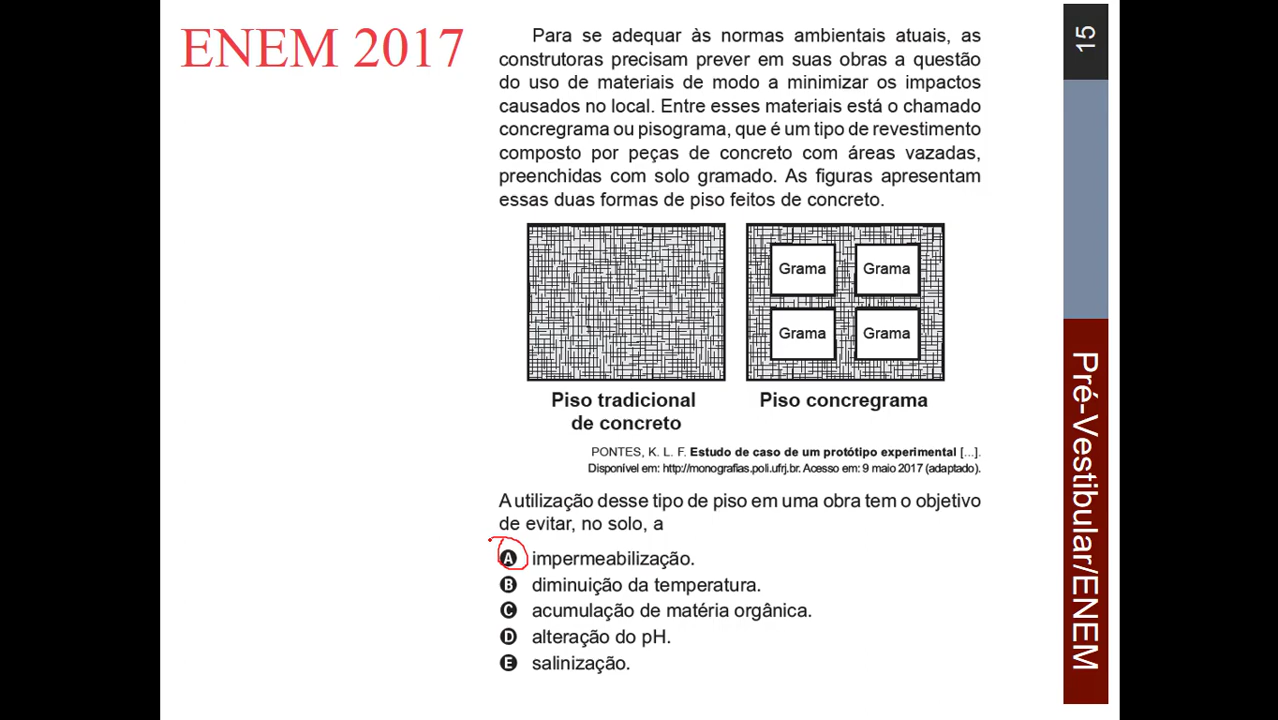 ENEM 2017
Para se adequar às normas ambientais atuais, as
construtoras precisam prever em suas obras a questão
do uso de materiais de modo a minimizar os impactos
causados no local. Entre esses materiais está o chamado
concregrama ou pisograma, que é um tipo de revestimento
composto por peças de concreto com áreas vazadas,
preenchidas com solo gramado. As figuras apresentam
essas duas formas de piso feitos de concreto.
Grama Grama
Grama Grama
Piso tradicional
de concreto
Piso concregrama
PONTES, K. L. F. Estudo de caso de um protótipo experimental [...].
Disponível em: http://monografias.poli.ufrj.br. Acesso em: 9 maio 2017 (adaptado).
A utilização desse tipo de piso em uma obra tem o objetivo
de evitar, no solo, a
A impermeabilização.
B diminuição da temperatura.
C acumulação de matéria orgânica.
D alteração do pH.
E salinização.
15
Pré-Vestibular/ENEM